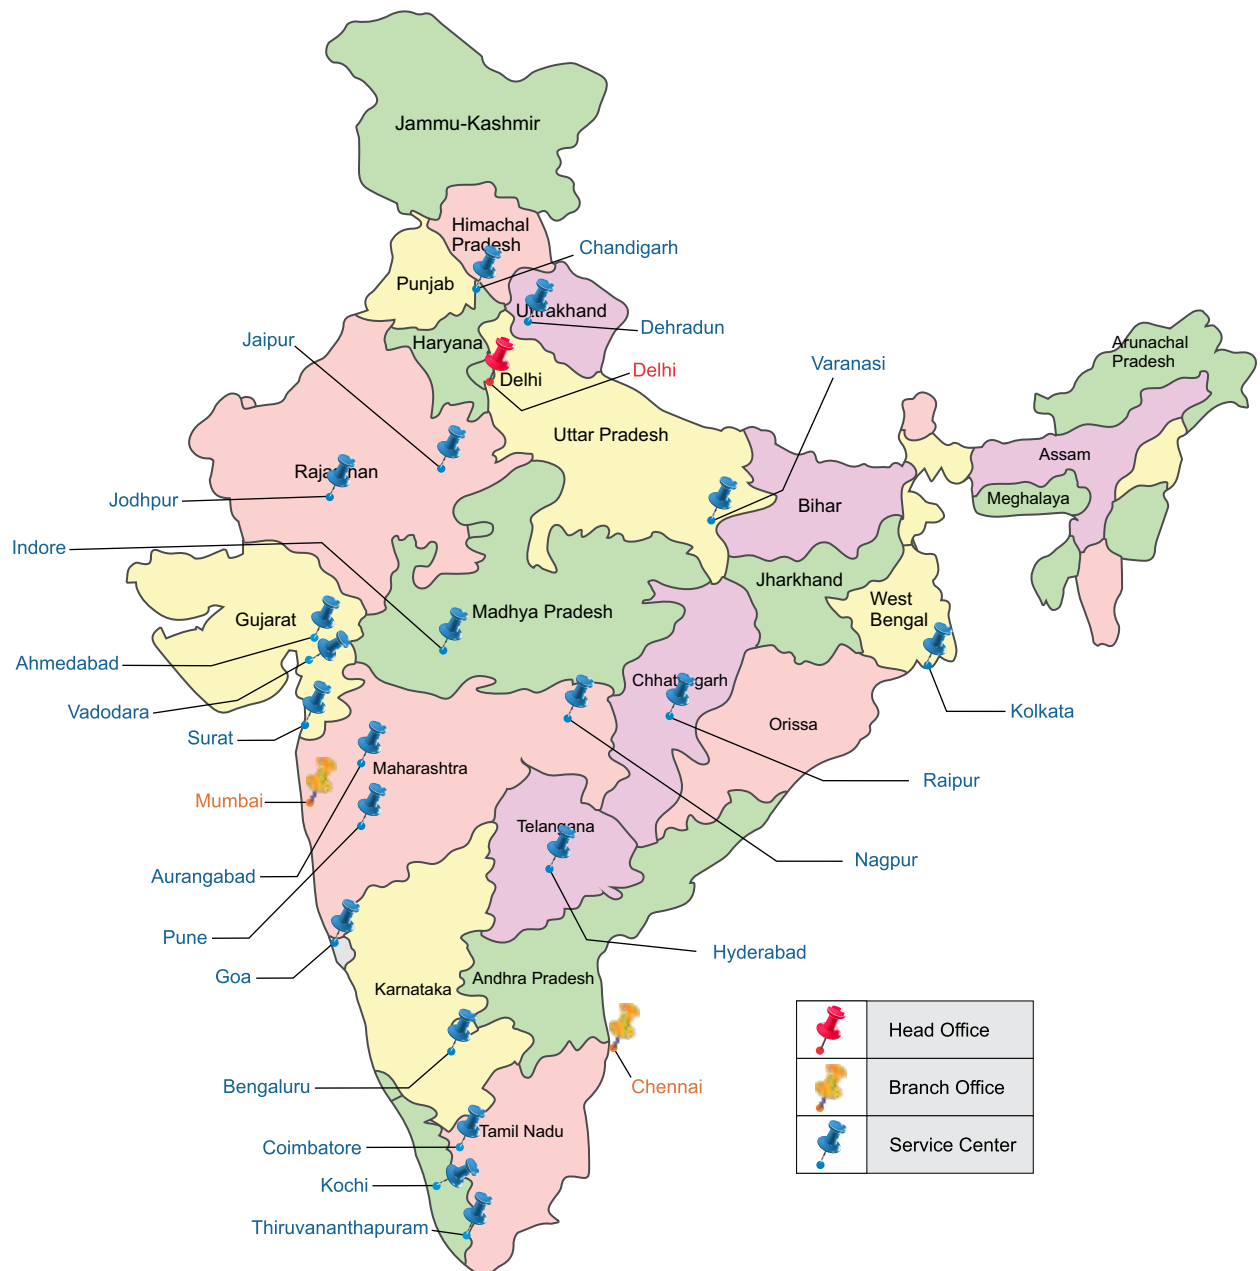 Jammu-Kashmir
Himachal
Pradesh
Chandigarh
Punjab
Uttrakhand
Dehradun
Jaipur
Haryana
Delhi
Delhi
Varanasi
Arunachal
Pradesh
Uttar Pradesh
Assam
Rajasthan
Jodhpur
Bihar
Meghalaya
Indore
Jharkhand
Gujarat
Madhya Pradesh
West
Bengal
Ahmedabad
Chhattisgarh
Vadodara
Kolkata
Surat
Orissa
Maharashtra
Raipur
Mumbai
Telangana
Nagpur
Aurangabad
Pune
Hyderabad
Goa
Andhra Pradesh
Karnataka
Head Office
Bengaluru
Chennai
Branch Office
Tamil Nadu
Coimbatore
Service Center
Kochi
Thiruvananthapuram